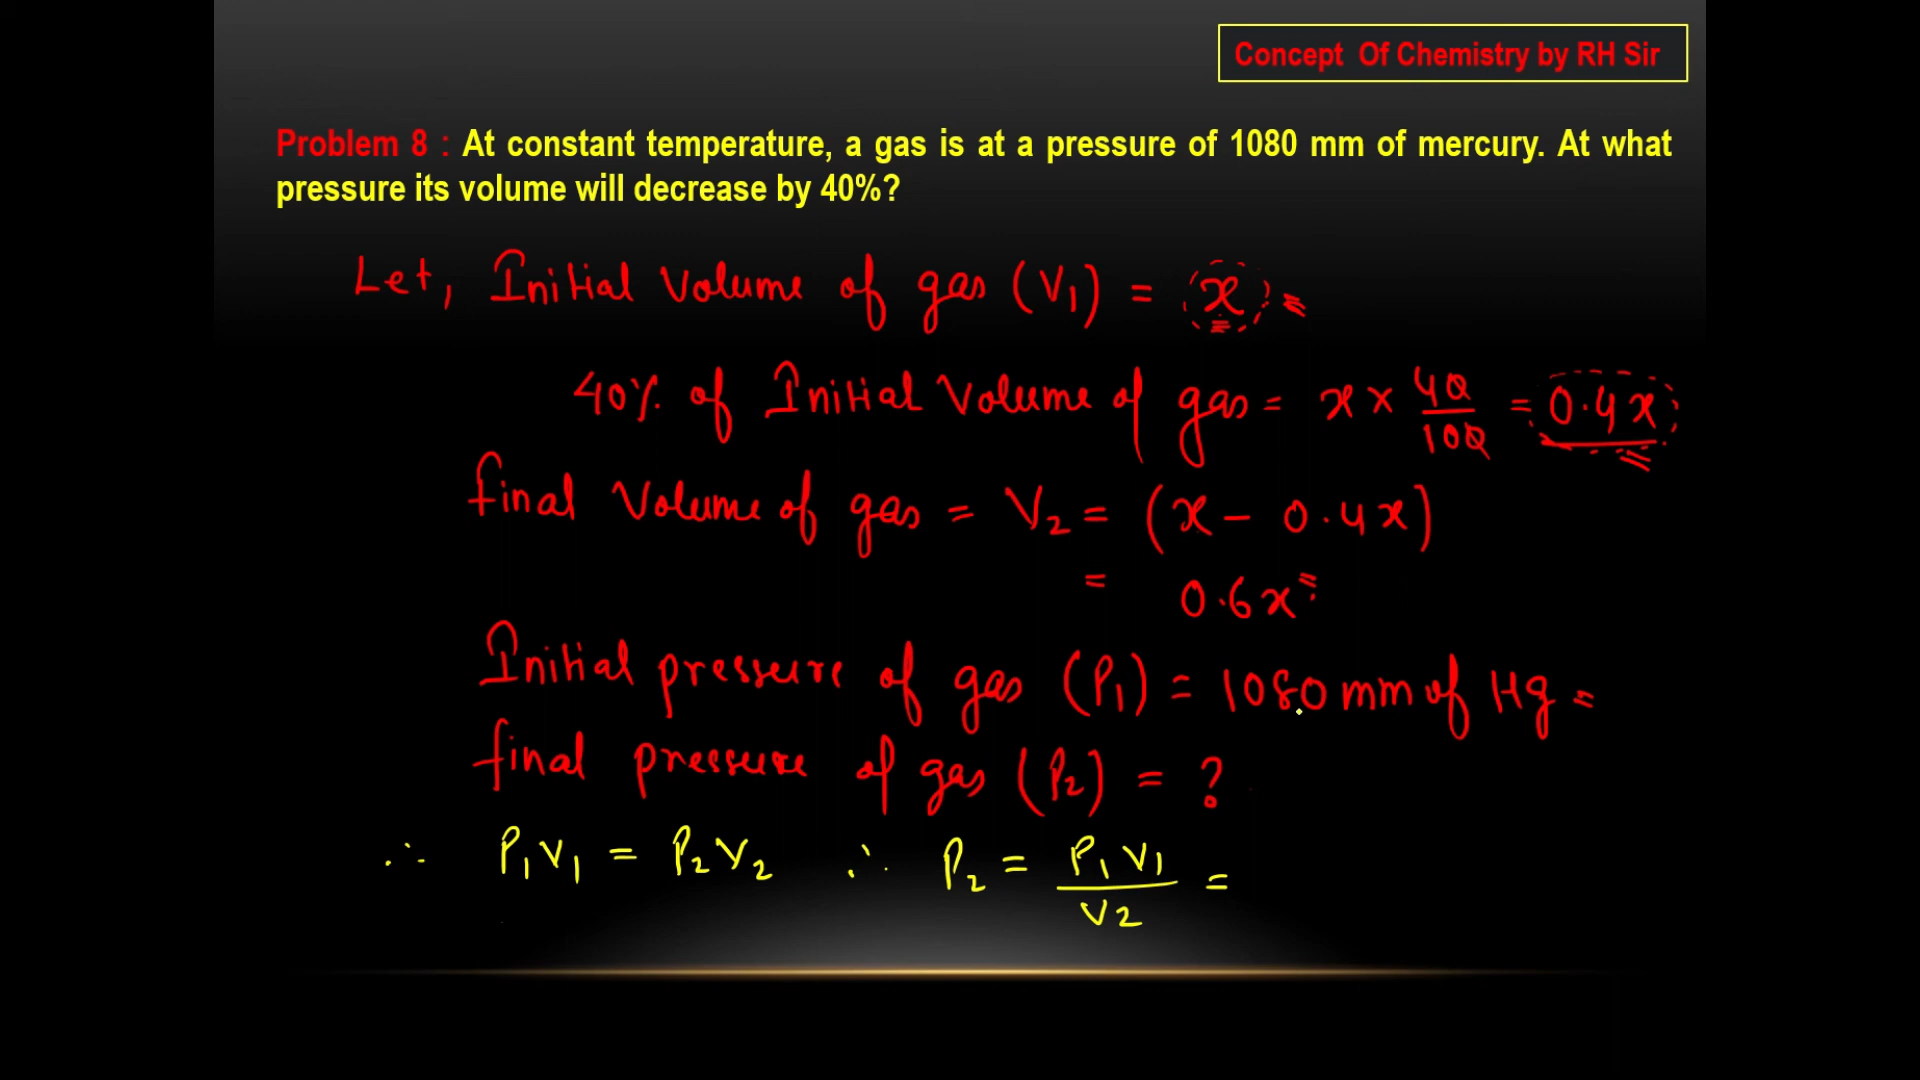 Concept Of Chemistry by RH Sir
Problem 8 : At constant temperature, a gas is at a pressure of 1080 mm of mercury. At what
pressure its volume will decrease by 40%?
Let, Initial Volume of gas (V₁) = x =
40% of Initial Volume of gas = x × 40/100 = 0.4x
final Volume of gas = V₂ = (x - 0.4x)
= 0.6x =
Initial pressure of gas (P₁) = 1080 mm of Hg =
final pressure of gas (P₂) = ?
∴ P₁V₁ = P₂V₂ ∴ P₂ = P₁V₁/V₂ =